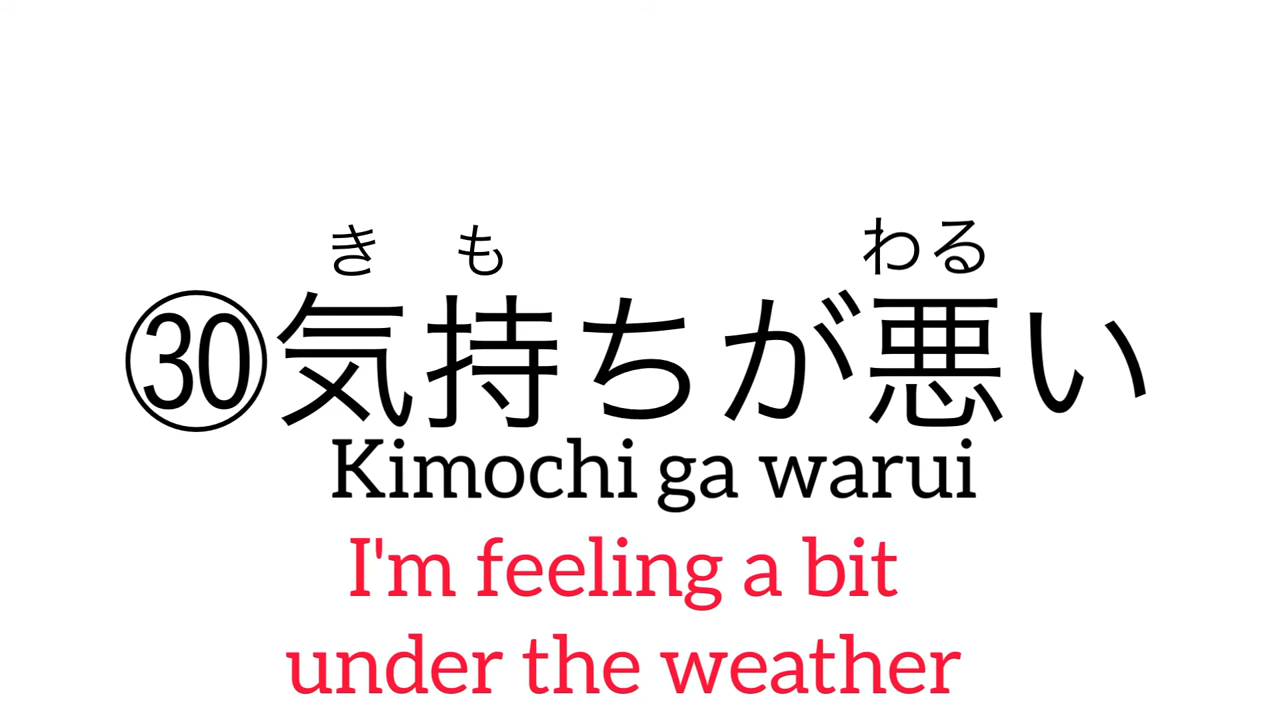 き も わる
㉚気持ちが悪い
Kimochi ga warui
I'm feeling a bit
under the weather